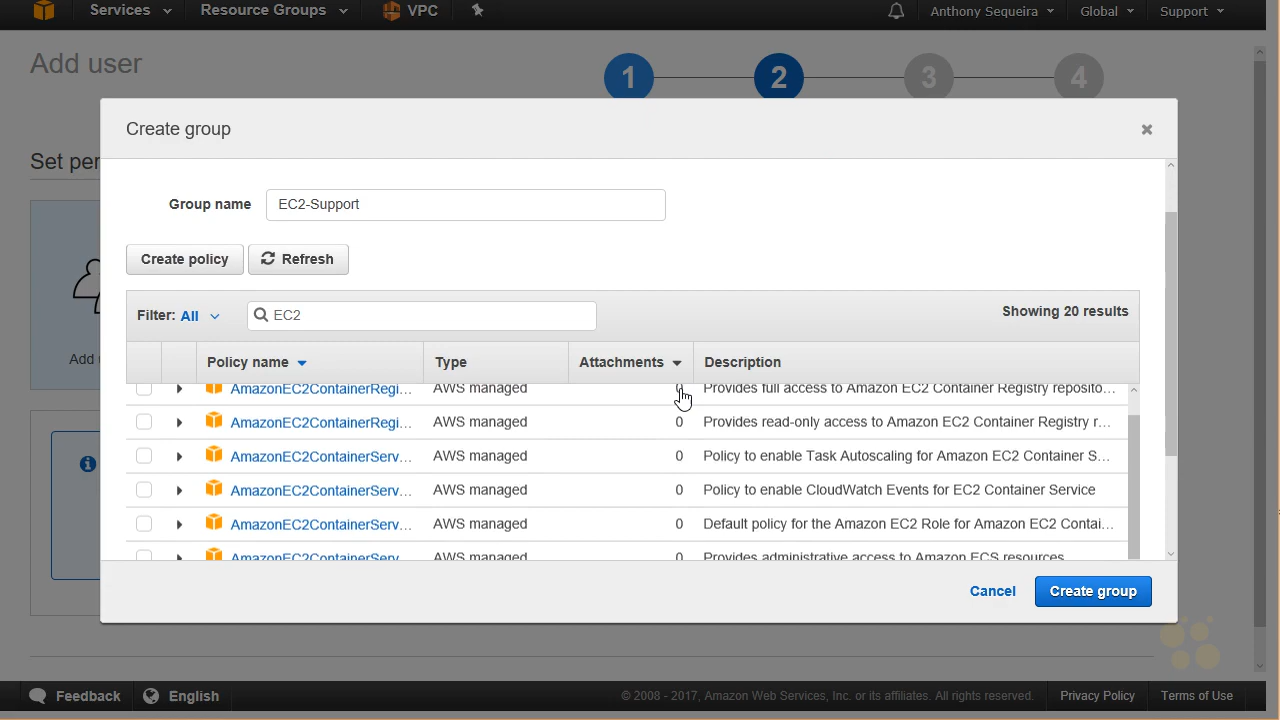 Services Resource Groups VPC Anthony Sequeira Global Support
Add user
1 2 3 4
Create group ×
Set per
Group name EC2-Support
Create policy Refresh
Filter: All EC2 Showing 20 results
Policy name Type Attachments Description
Add
AmazonEC2ContainerRegi... AWS managed 0 Provides full access to Amazon EC2 Container Registry reposito...
AmazonEC2ContainerRegi... AWS managed 0 Provides read-only access to Amazon EC2 Container Registry r...
AmazonEC2ContainerServ... AWS managed 0 Policy to enable Task Autoscaling for Amazon EC2 Container S...
AmazonEC2ContainerServ... AWS managed 0 Policy to enable CloudWatch Events for EC2 Container Service
AmazonEC2ContainerServ... AWS managed 0 Default policy for the Amazon EC2 Role for Amazon EC2 Contai...
AmazonEC2ContainerServ... AWS managed 0 Provides administrative access to Amazon ECS resources
Cancel Create group
Feedback English © 2008 - 2017, Amazon Web Services, Inc. or its affiliates. All rights reserved. Privacy Policy Terms of Use